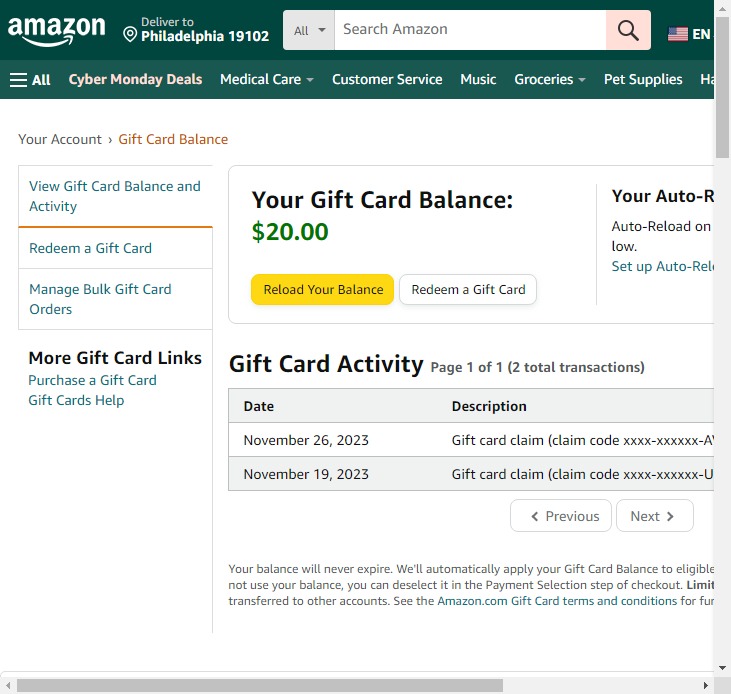 amazon
Deliver to
Philadelphia 19102
All
Search Amazon
EN
All
Cyber Monday Deals
Medical Care
Customer Service
Music
Groceries
Pet Supplies
Your Account › Gift Card Balance
View Gift Card Balance and
Activity
Redeem a Gift Card
Manage Bulk Gift Card
Orders
More Gift Card Links
Purchase a Gift Card
Gift Cards Help
Your Gift Card Balance:
$20.00
Reload Your Balance
Redeem a Gift Card
Your Auto-R
Auto-Reload on
low.
Set up Auto-Relo
Gift Card Activity Page 1 of 1 (2 total transactions)
Date Description
November 26, 2023 Gift card claim (claim code xxxx-xxxxxx-A
November 19, 2023 Gift card claim (claim code xxxx-xxxxxx-U
Previous
Next
Your balance will never expire. We'll automatically apply your Gift Card Balance to eligible
not use your balance, you can deselect it in the Payment Selection step of checkout. Limit
transferred to other accounts. See the Amazon.com Gift Card terms and conditions for fur